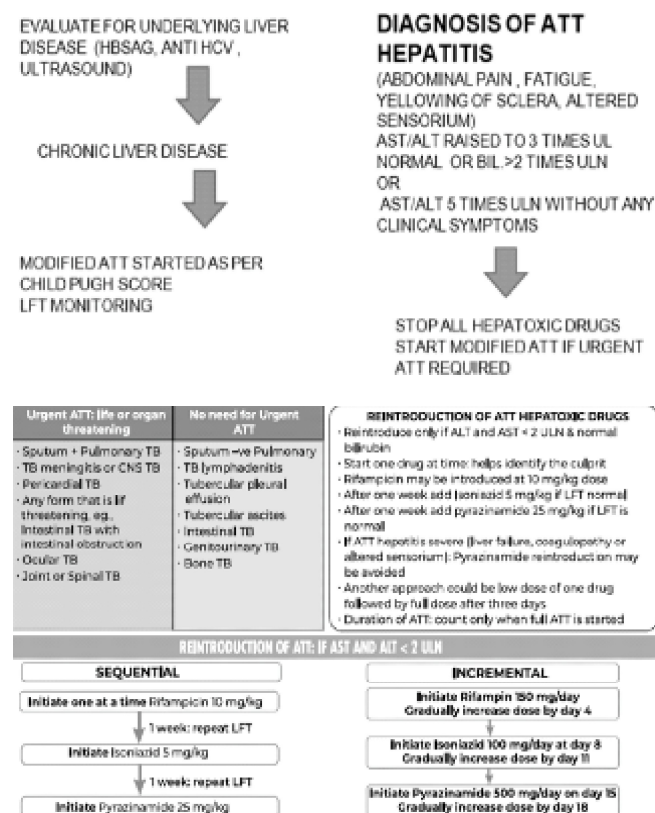 EVALUATE FOR UNDERLYING LIVER
DISEASE (HBSAG, ANTI HCV ,
ULTRASOUND)
CHRONIC LIVER DISEASE
MODIFIED ATT STARTED AS PER
CHILD PUGH SCORE
LFT MONITORING
DIAGNOSIS OF ATT
HEPATITIS
(ABDOMINAL PAIN , FATIGUE,
YELLOWING OF SCLERA, ALTERED
SENSORIUM)
AST/ALT RAISED TO 3 TIMES UL
NORMAL OR BIL.>2 TIMES ULN
OR
AST/ALT 5 TIMES ULN WITHOUT ANY
CLINICAL SYMPTOMS
STOP ALL HEPATOXIC DRUGS
START MODIFIED ATT IF URGENT
ATT REQUIRED
Urgent ATT: life or organ
threatening
· Sputum + Pulmonary TB
· TB meningitis or CNS TB
· Pericardial TB
· Any form that is lif
threatening, eg.,
Intestinal TB with
intestinal obstruction
· Ocular TB
· Joint or Spinal TB
No need for Urgent
ATT
· Sputum -ve Pulmonary
· TB lymphadenitis
· Tubercular pleural
effusion
· Tubercular ascites
· Intestinal TB
· Genitourinary TB
· Bone TB
REINTRODUCTION OF ATT HEPATOXIC DRUGS
· Reintroduce only if ALT and AST < 2 ULN & normal
bilirubin
· Start one drug at time: helps identify the culprit
· Rifampicin may be introduced at 10 mg/kg dose
· After one week add Isoniazid 5 mg/kg if LFT normal
· After one week add pyrazinamide 25 mg/kg if LFT is
normal
· If ATT hepatitis severe (liver failure, coagulopathy or
altered sensorium): Pyrazinamide reintroduction may
be avoided
· Another approach could be low dose of one drug
followed by full dose after three days
· Duration of ATT: count only when full ATT is started
REINTRODUCTION OF ATT: IF AST AND ALT < 2 ULN
SEQUENTIAL
Initiate one at a time Rifampicin 10 mg/kg
1 week: repeat LFT
Initiate Isoniazid 5 mg/kg
1 week: repeat LFT
Initiate Pyrazinamide 25 mg/kg
INCREMENTAL
Initiate Rifampin 150 mg/day
Gradually increase dose by day 4
Initiate Isoniazid 100 mg/day at day 8
Gradually increase dose by day 11
Initiate Pyrazinamide 500 mg/day on day 15
Gradually increase dose by day 18